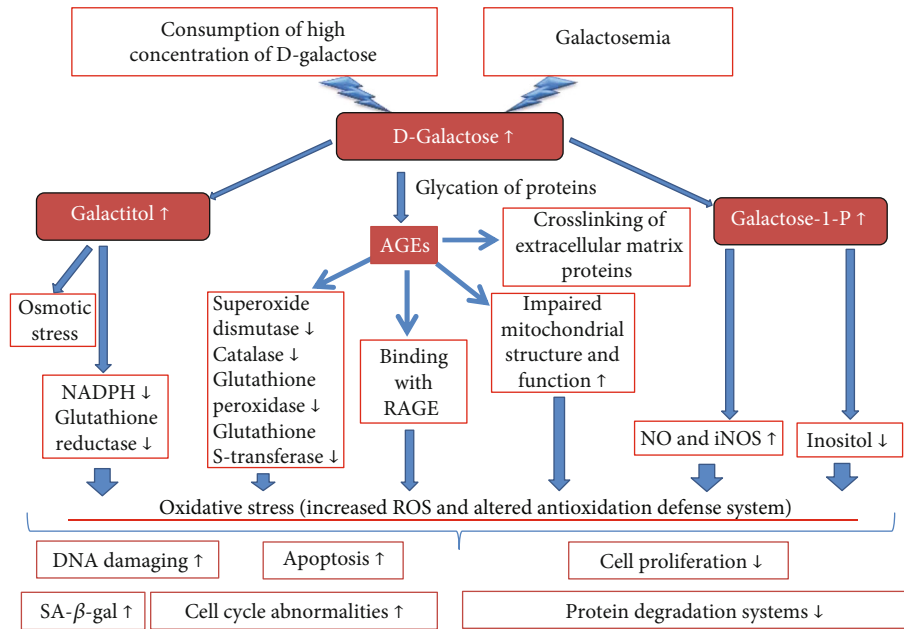 Consumption of high
concentration of D-galactose
Galactosemia
D-Galactose ↑
Glycation of proteins
Galactitol ↑
AGEs
Crosslinking of
extracellular matrix
proteins
Galactose-1-P ↑
Osmotic
stress
NADPH ↓
Glutathione
reductase ↓
Superoxide
dismutase ↓
Catalase ↓
Glutathione
peroxidase ↓
Glutathione
S-transferase ↓
Binding
with
RAGE
Impaired
mitochondrial
structure and
function ↑
NO and iNOS ↑
Inositol ↓
Oxidative stress (increased ROS and altered antioxidation defense system)
DNA damaging ↑
Apoptosis ↑
Cell proliferation ↓
SA-β-gal ↑
Cell cycle abnormalities ↑
Protein degradation systems ↓